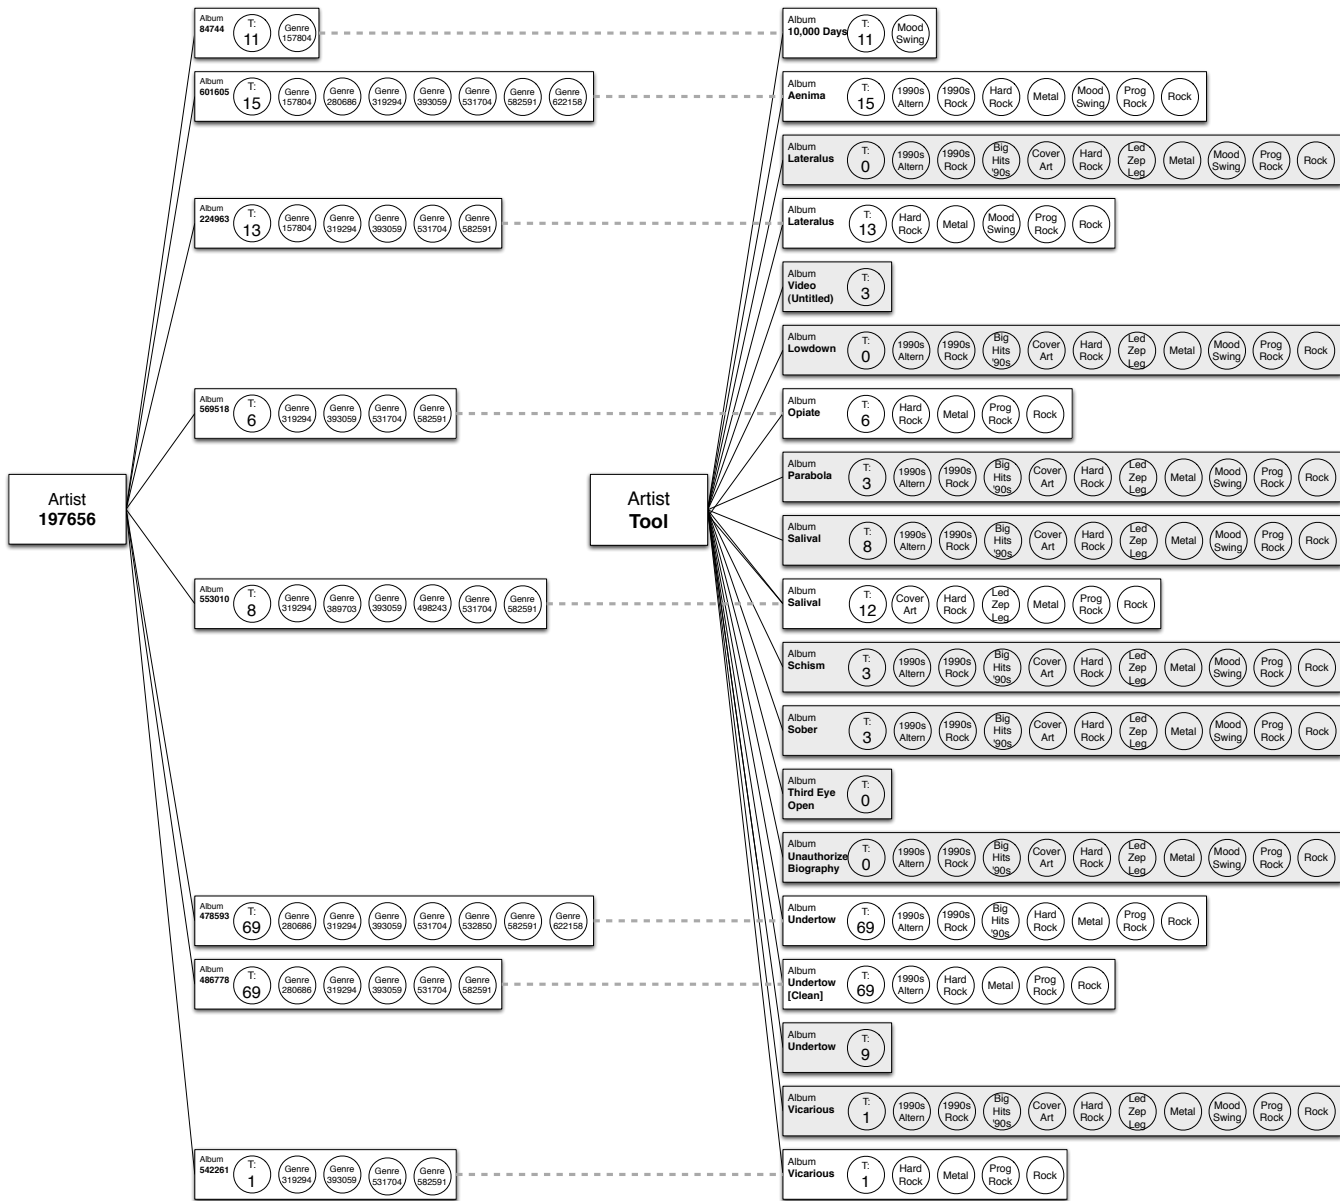 Album
84744
T:
11
Genre
157804
Album
10,000 Days
T:
11
Mood
Swing
Album
601605
T:
15
Genre
157804
Genre
280686
Genre
319294
Genre
393059
Genre
531704
Genre
582591
Genre
622158
Album
Aenima
T:
15
1990s
Altern
1990s
Rock
Hard
Rock
Metal
Mood
Swing
Prog
Rock
Rock
Album
Lateralus
T:
0
1990s
Altern
1990s
Rock
Big
Hits
'90s
Cover
Art
Hard
Rock
Led
Zep
Leg
Metal
Mood
Swing
Prog
Rock
Rock
Album
224963
T:
13
Genre
157804
Genre
319294
Genre
393059
Genre
531704
Genre
582591
Album
Lateralus
T:
13
Hard
Rock
Metal
Mood
Swing
Prog
Rock
Rock
Album
Video
(Untitled)
T:
3
Album
Lowdown
T:
0
1990s
Altern
1990s
Rock
Big
Hits
'90s
Cover
Art
Hard
Rock
Led
Zep
Leg
Metal
Mood
Swing
Prog
Rock
Rock
Album
569518
T:
6
Genre
319294
Genre
393059
Genre
531704
Genre
582591
Album
Opiate
T:
6
Hard
Rock
Metal
Prog
Rock
Rock
Album
Parabola
T:
3
1990s
Altern
1990s
Rock
Big
Hits
'90s
Cover
Art
Hard
Rock
Led
Zep
Leg
Metal
Mood
Swing
Prog
Rock
Rock
Artist
197656
Artist
Tool
Album
Salival
T:
8
1990s
Altern
1990s
Rock
Big
Hits
'90s
Cover
Art
Hard
Rock
Led
Zep
Leg
Metal
Mood
Swing
Prog
Rock
Rock
Album
553010
T:
8
Genre
319294
Genre
389703
Genre
393059
Genre
498243
Genre
531704
Genre
582591
Album
Salival
T:
12
Cover
Art
Hard
Rock
Led
Zep
Leg
Metal
Prog
Rock
Rock
Album
Schism
T:
3
1990s
Altern
1990s
Rock
Big
Hits
'90s
Cover
Art
Hard
Rock
Led
Zep
Leg
Metal
Mood
Swing
Prog
Rock
Rock
Album
Sober
T:
3
1990s
Altern
1990s
Rock
Big
Hits
'90s
Cover
Art
Hard
Rock
Led
Zep
Leg
Metal
Mood
Swing
Prog
Rock
Rock
Album
Third Eye
Open
T:
0
Album
Unauthorize
Biography
T:
0
1990s
Altern
1990s
Rock
Big
Hits
'90s
Cover
Art
Hard
Rock
Led
Zep
Leg
Metal
Mood
Swing
Prog
Rock
Rock
Album
478593
T:
69
Genre
280686
Genre
319294
Genre
393059
Genre
531704
Genre
532850
Genre
582591
Genre
622158
Album
Undertow
T:
69
1990s
Altern
1990s
Rock
Big
Hits
'90s
Hard
Rock
Metal
Prog
Rock
Rock
Album
486778
T:
69
Genre
280686
Genre
319294
Genre
393059
Genre
531704
Genre
582591
Album
Undertow
[Clean]
T:
69
1990s
Altern
Hard
Rock
Metal
Prog
Rock
Rock
Album
Undertow
T:
9
Album
Vicarious
T:
1
1990s
Altern
1990s
Rock
Big
Hits
'90s
Cover
Art
Hard
Rock
Led
Zep
Leg
Metal
Mood
Swing
Prog
Rock
Rock
Album
542261
T:
1
Genre
319294
Genre
393059
Genre
531704
Genre
582591
Album
Vicarious
T:
1
Hard
Rock
Metal
Prog
Rock
Rock